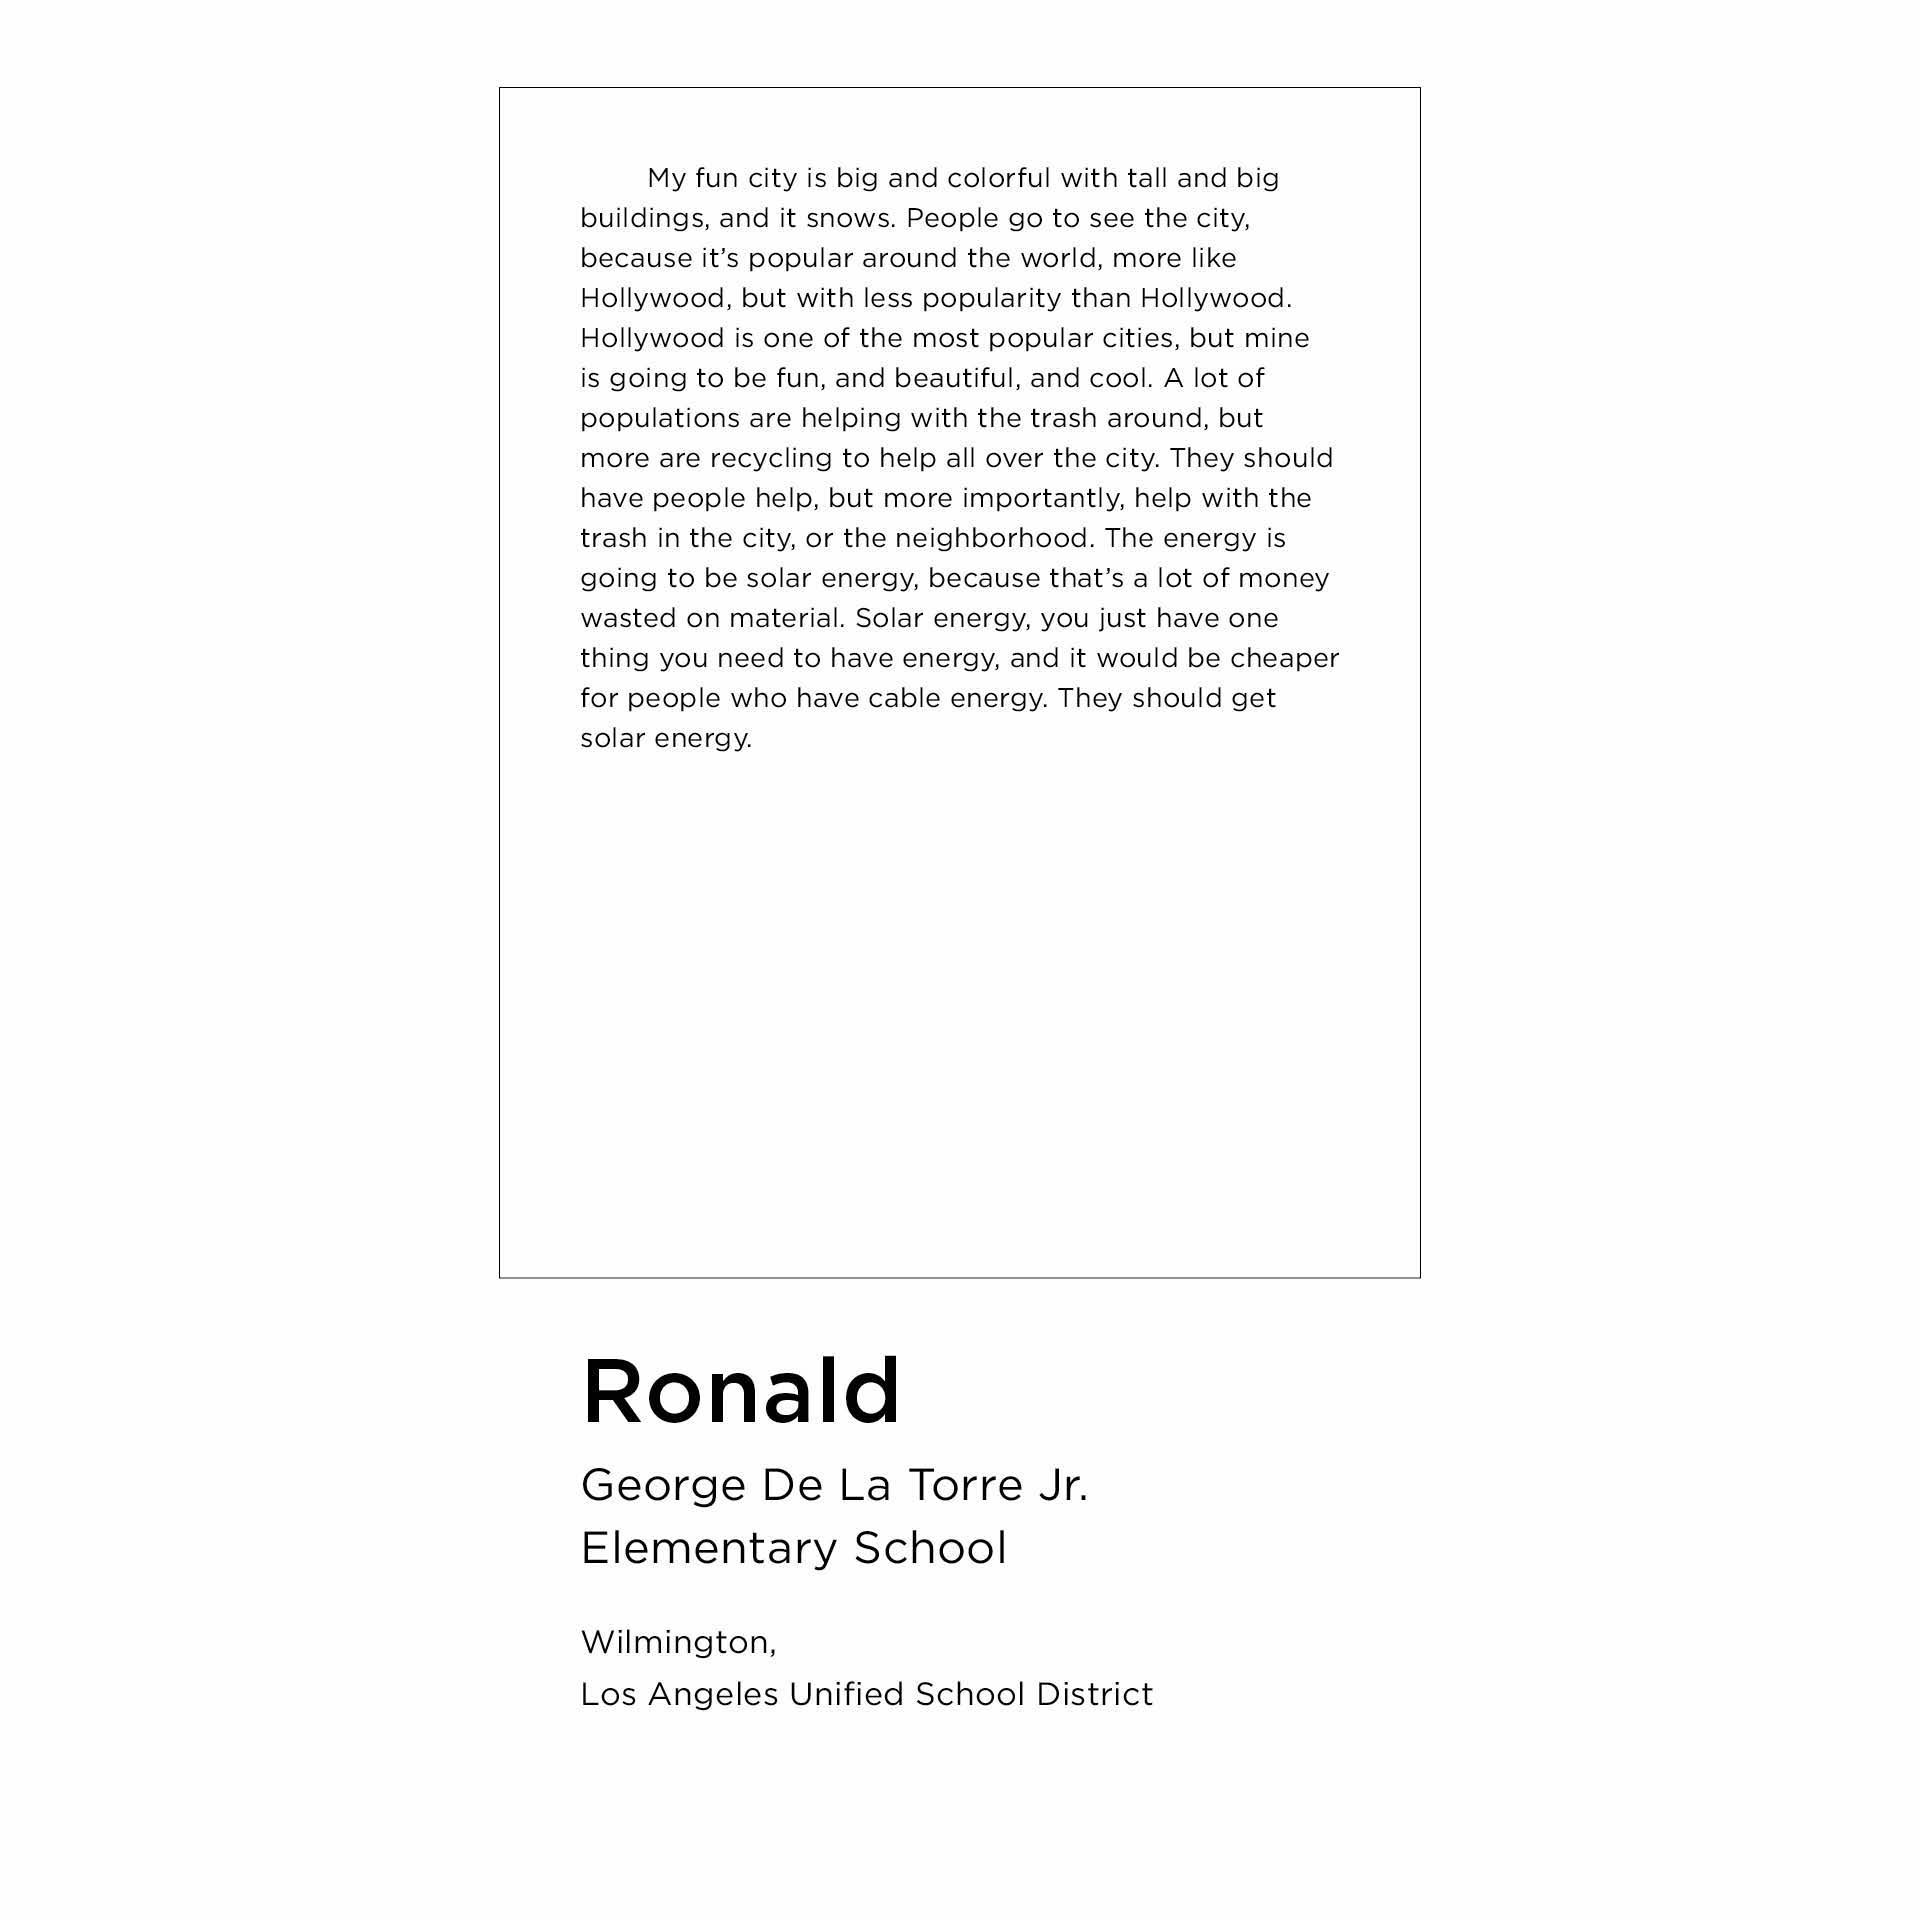 My fun city is big and colorful with tall and big
buildings, and it snows. People go to see the city,
because it’s popular around the world, more like
Hollywood, but with less popularity than Hollywood.
Hollywood is one of the most popular cities, but mine
is going to be fun, and beautiful, and cool. A lot of
populations are helping with the trash around, but
more are recycling to help all over the city. They should
have people help, but more importantly, help with the
trash in the city, or the neighborhood. The energy is
going to be solar energy, because that’s a lot of money
wasted on material. Solar energy, you just have one
thing you need to have energy, and it would be cheaper
for people who have cable energy. They should get
solar energy.
Ronald
George De La Torre Jr.
Elementary School
Wilmington,
Los Angeles Unified School District